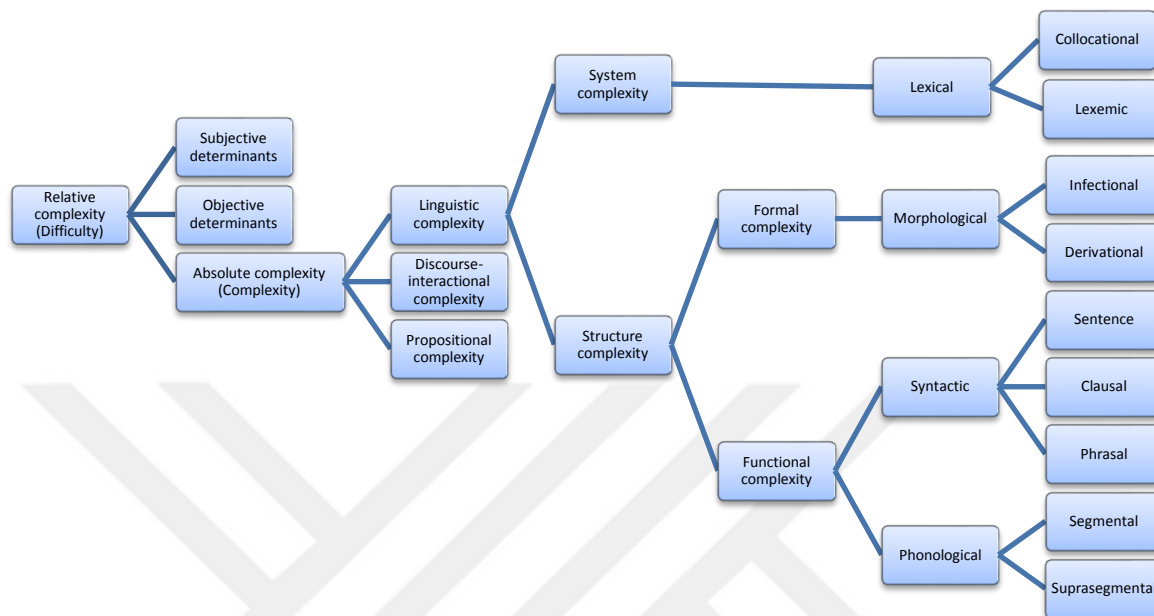 Relative
complexity
(Difficulty)
Subjective
determinants
Objective
determinants
Absolute complexity
(Complexity)
Linguistic
complexity
Discourse-
interactional
complexity
Propositional
complexity
System
complexity
Structure
complexity
Formal
complexity
Functional
complexity
Lexical
Morphological
Syntactic
Phonological
Collocational
Lexemic
Infectional
Derivational
Sentence
Clausal
Phrasal
Segmental
Suprasegmental